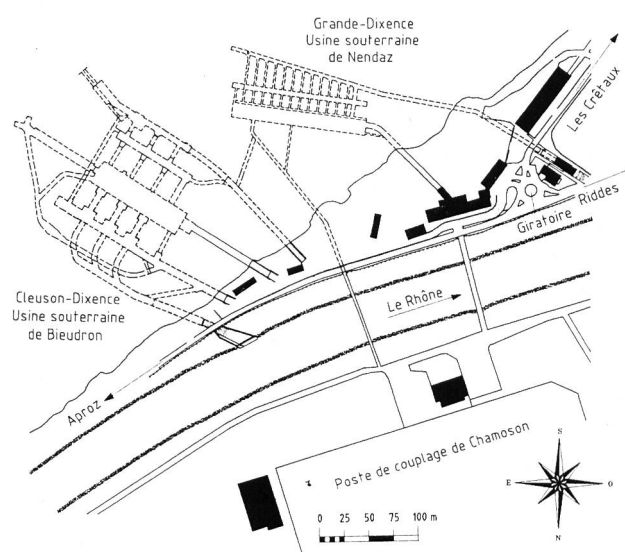 Grande-Dixence
Usine souterraine
de Nendaz
Les Crêtaux
Giratoire Riddes
Le Rhône
Cleuson-Dixence
Usine souterraine
de Bieudron
Aproz
Poste de couplage de Chamoson
S
E
O
N
0 25 50 75 100 m